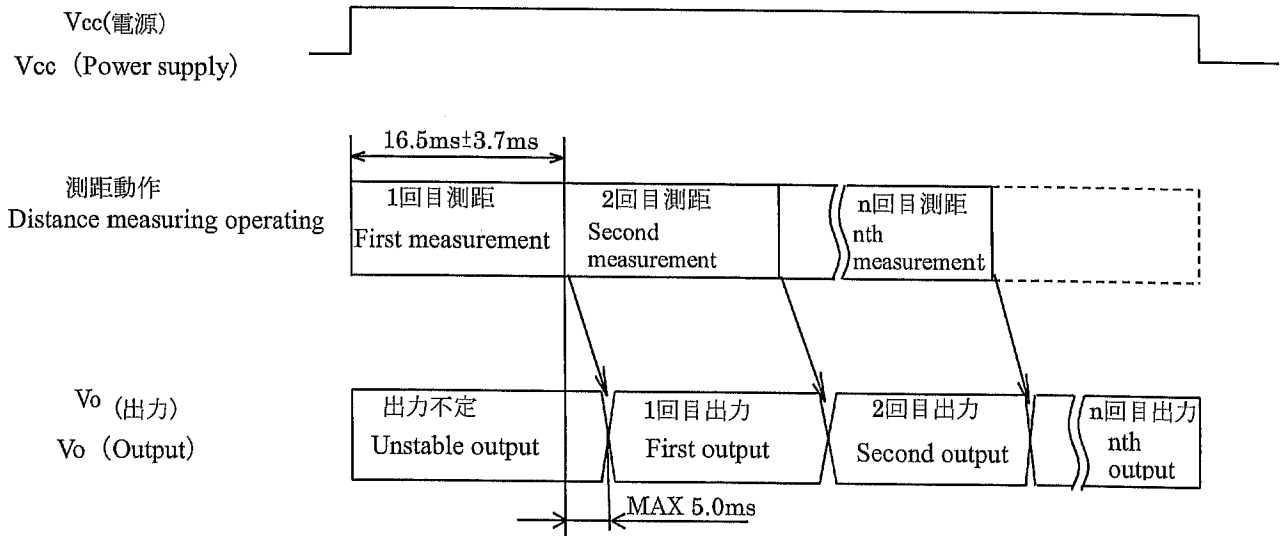 Vcc(電源)
Vcc（Power supply）
16.5ms±3.7ms
測距動作
Distance measuring operating
1回目測距
First measurement
2回目測距
Second
measurement
n回目測距
nth
measurement
Vo（出力）
Vo（Output）
出力不定
Unstable output
1回目出力
First output
2回目出力
Second output
n回目出力
nth
output
MAX 5.0ms